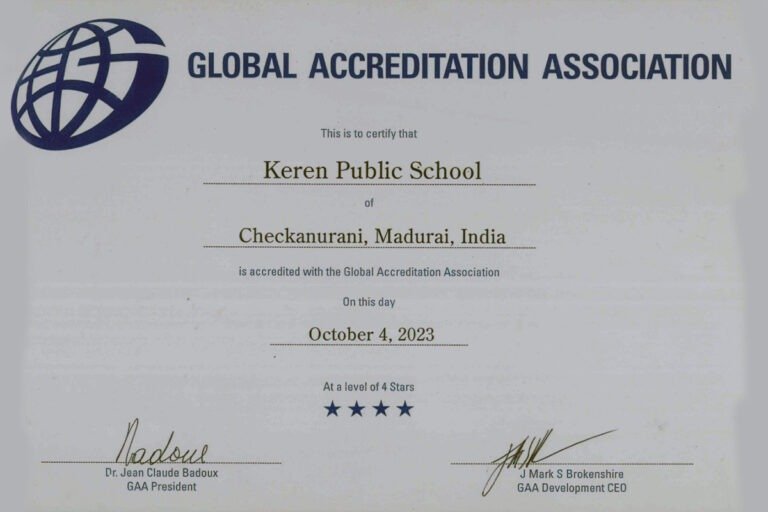 GLOBAL ACCREDITATION ASSOCIATION
This is to certify that
Keren Public School
of
Checkanurani, Madurai, India
is accredited with the Global Accreditation Association
On this day
October 4, 2023
At a level of 4 Stars
Badoux
Dr. Jean Claude Badoux
GAA President
J Mark S Brokenshire
GAA Development CEO